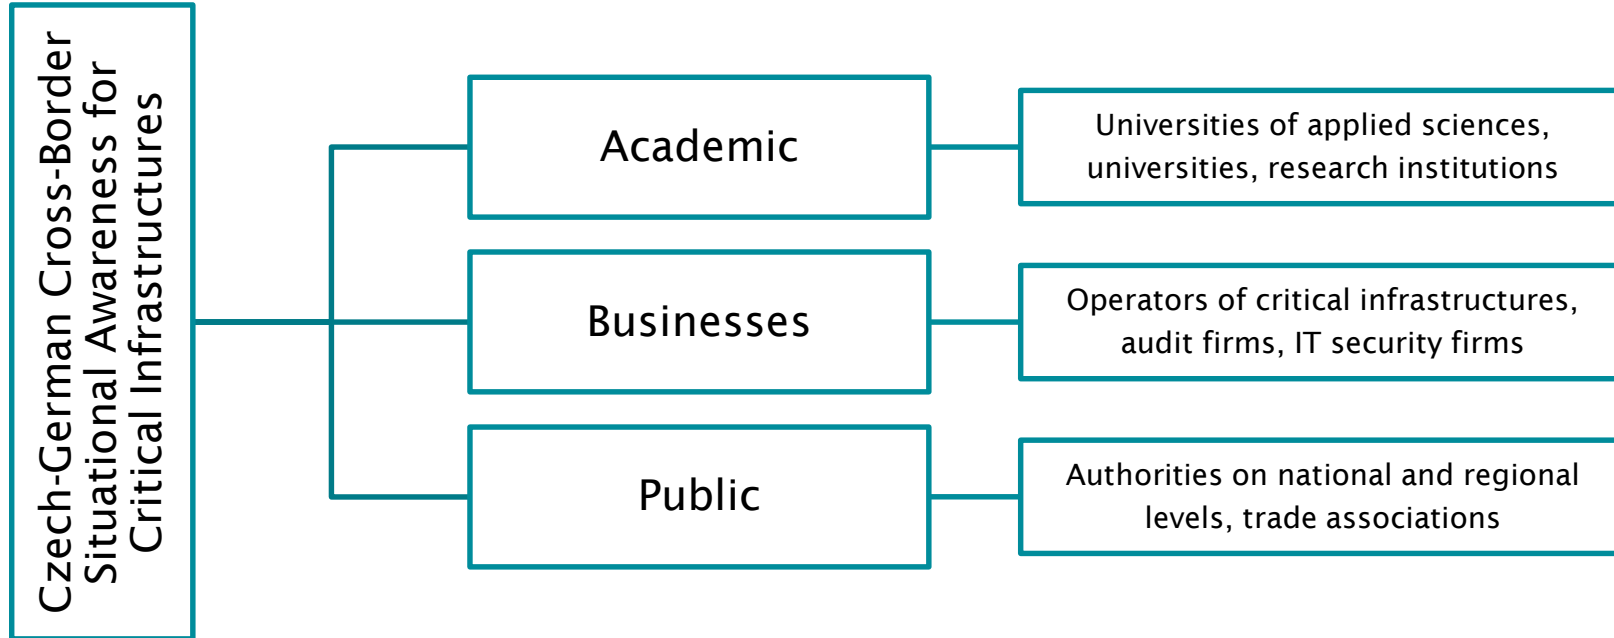 Czech-German Cross-Border
Situational Awareness for
Critical Infrastructures
Academic
Universities of applied sciences,
universities, research institutions
Businesses
Operators of critical infrastructures,
audit firms, IT security firms
Public
Authorities on national and regional
levels, trade associations